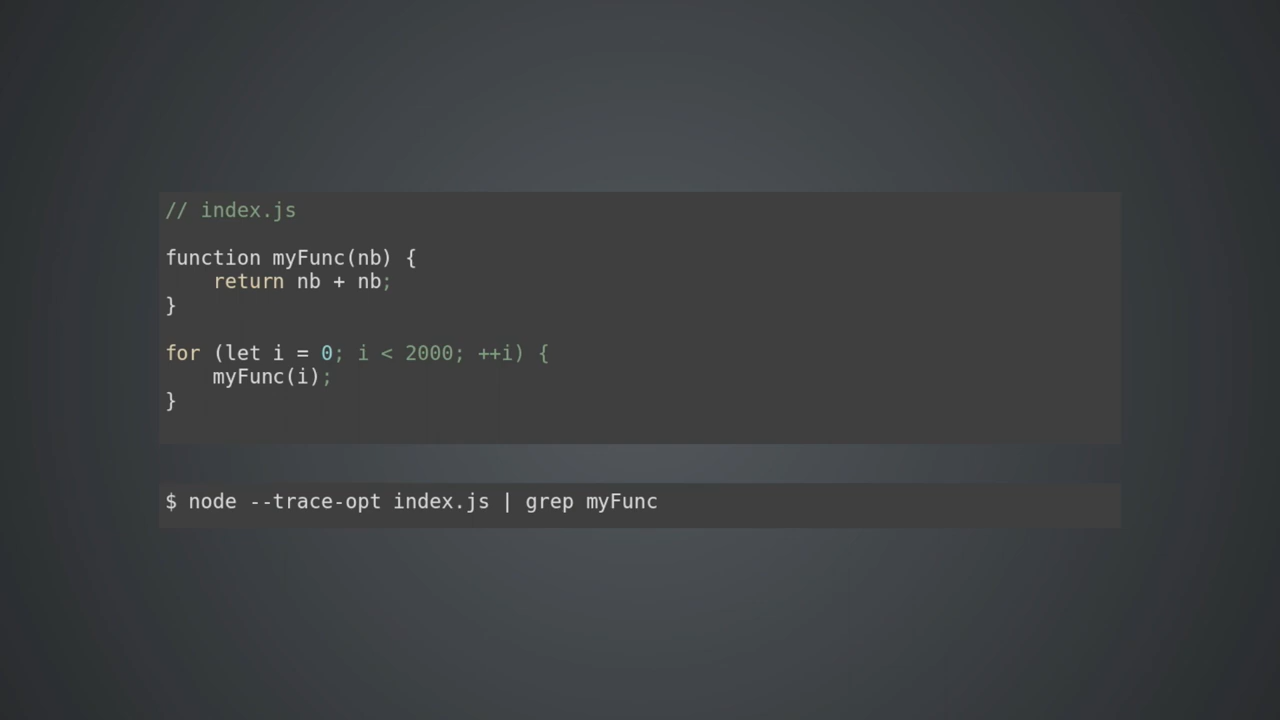 // index.js
function myFunc(nb) {
    return nb + nb;
}
for (let i = 0; i < 2000; ++i) {
    myFunc(i);
}
$ node --trace-opt index.js | grep myFunc